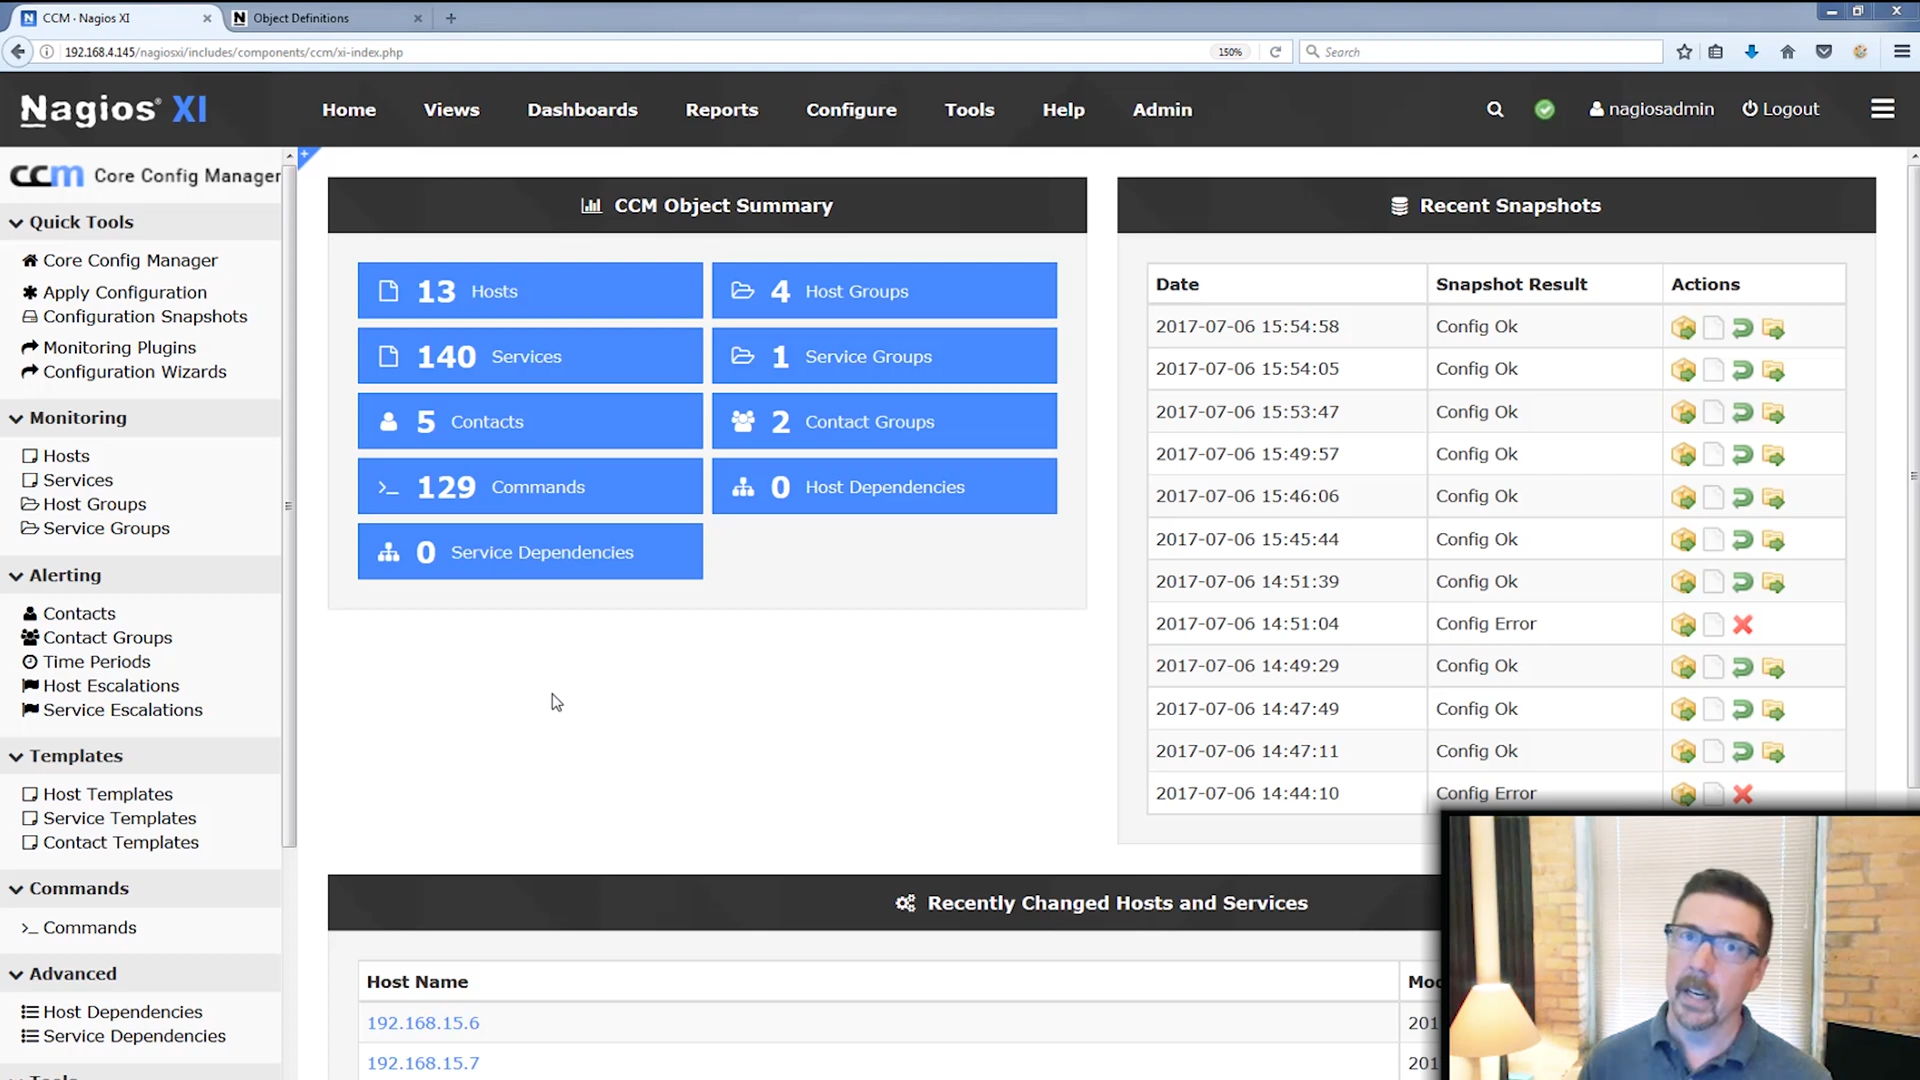 CCM · Nagios XI
Object Definitions
192.168.4.145/nagiosxi/includes/components/ccm/xi-index.php
150%
Search
Nagios® XI
Home
Views
Dashboards
Reports
Configure
Tools
Help
Admin
nagiosadmin
Logout
ccm Core Config Manager
Quick Tools
Core Config Manager
Apply Configuration
Configuration Snapshots
Monitoring Plugins
Configuration Wizards
Monitoring
Hosts
Services
Host Groups
Service Groups
Alerting
Contacts
Contact Groups
Time Periods
Host Escalations
Service Escalations
Templates
Host Templates
Service Templates
Contact Templates
Commands
>_ Commands
Advanced
Host Dependencies
Service Dependencies
CCM Object Summary
13 Hosts
4 Host Groups
140 Services
1 Service Groups
5 Contacts
2 Contact Groups
>_ 129 Commands
0 Host Dependencies
0 Service Dependencies
Recent Snapshots
Date Snapshot Result Actions
2017-07-06 15:54:58 Config Ok
2017-07-06 15:54:05 Config Ok
2017-07-06 15:53:47 Config Ok
2017-07-06 15:49:57 Config Ok
2017-07-06 15:46:06 Config Ok
2017-07-06 15:45:44 Config Ok
2017-07-06 14:51:39 Config Ok
2017-07-06 14:51:04 Config Error
2017-07-06 14:49:29 Config Ok
2017-07-06 14:47:49 Config Ok
2017-07-06 14:47:11 Config Ok
2017-07-06 14:44:10 Config Error
Recently Changed Hosts and Services
Host Name
192.168.15.6 201
192.168.15.7 201